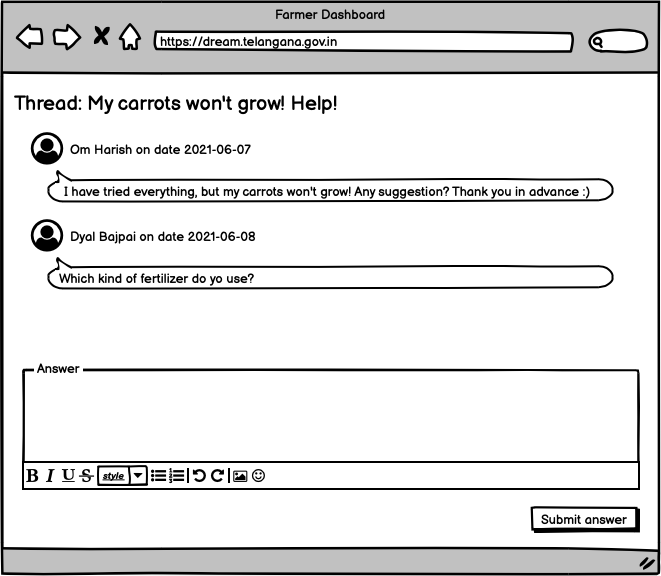 Farmer Dashboard
https://dream.telangana.gov.in
Thread: My carrots won't grow! Help!
Om Harish on date 2021-06-07
I have tried everything, but my carrots won't grow! Any suggestion? Thank you in advance :)
Dyal Bajpai on date 2021-06-08
Which kind of fertilizer do yo use?
Answer
B I U S style
Submit answer